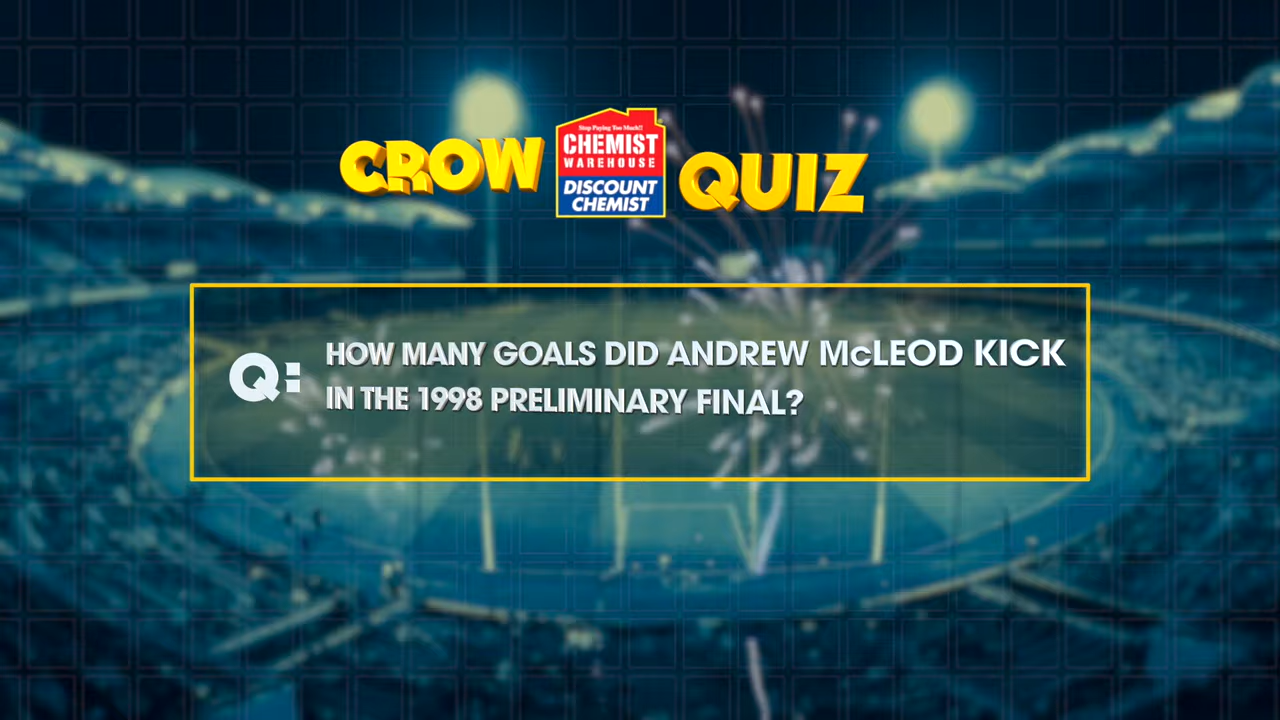 CROW
Stop Paying Too Much!!
CHEMIST
WAREHOUSE
DISCOUNT
CHEMIST
QUIZ
Q: HOW MANY GOALS DID ANDREW McLEOD KICK
IN THE 1998 PRELIMINARY FINAL?